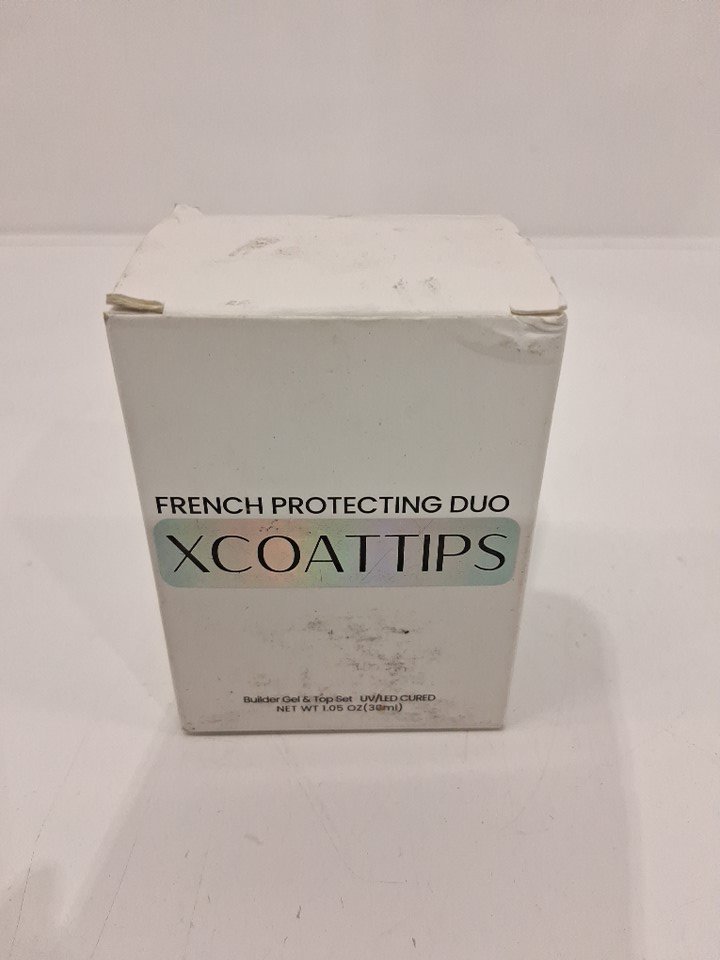 FRENCH PROTECTING DUO
XCOATTIPS
Builder Gel & Top Set UV/LED CURED
NET WT 1.05 OZ(30ml)